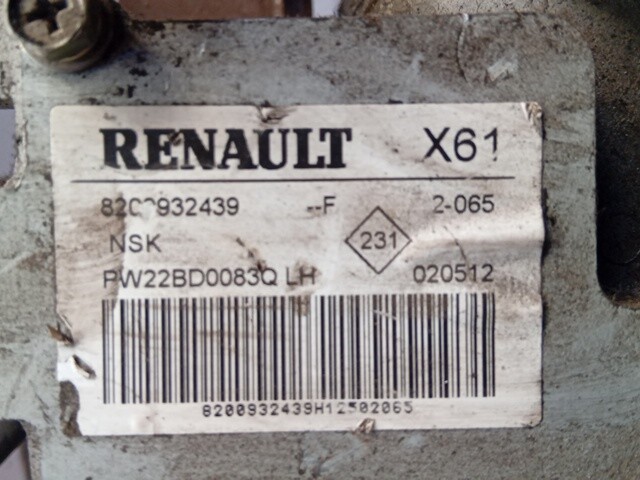 RENAULT X61
8200932439 --F 2-065
NSK 231
PW22BD0083Q LH 020512
8200932439H12502065